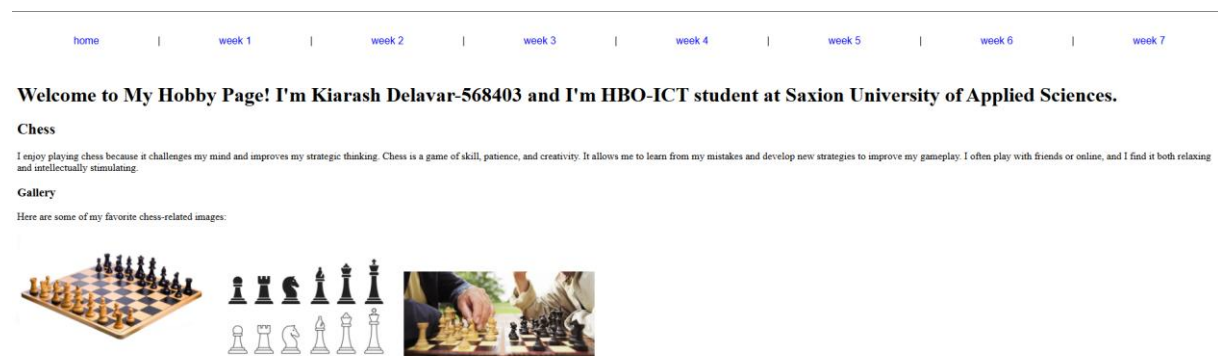 home | week 1 | week 2 | week 3 | week 4 | week 5 | week 6 | week 7
Welcome to My Hobby Page! I'm Kiarash Delavar-568403 and I'm HBO-ICT student at Saxion University of Applied Sciences.
Chess
I enjoy playing chess because it challenges my mind and improves my strategic thinking. Chess is a game of skill, patience, and creativity. It allows me to learn from my mistakes and develop new strategies to improve my gameplay. I often play with friends or online, and I find it both relaxing
and intellectually stimulating.
Gallery
Here are some of my favorite chess-related images: